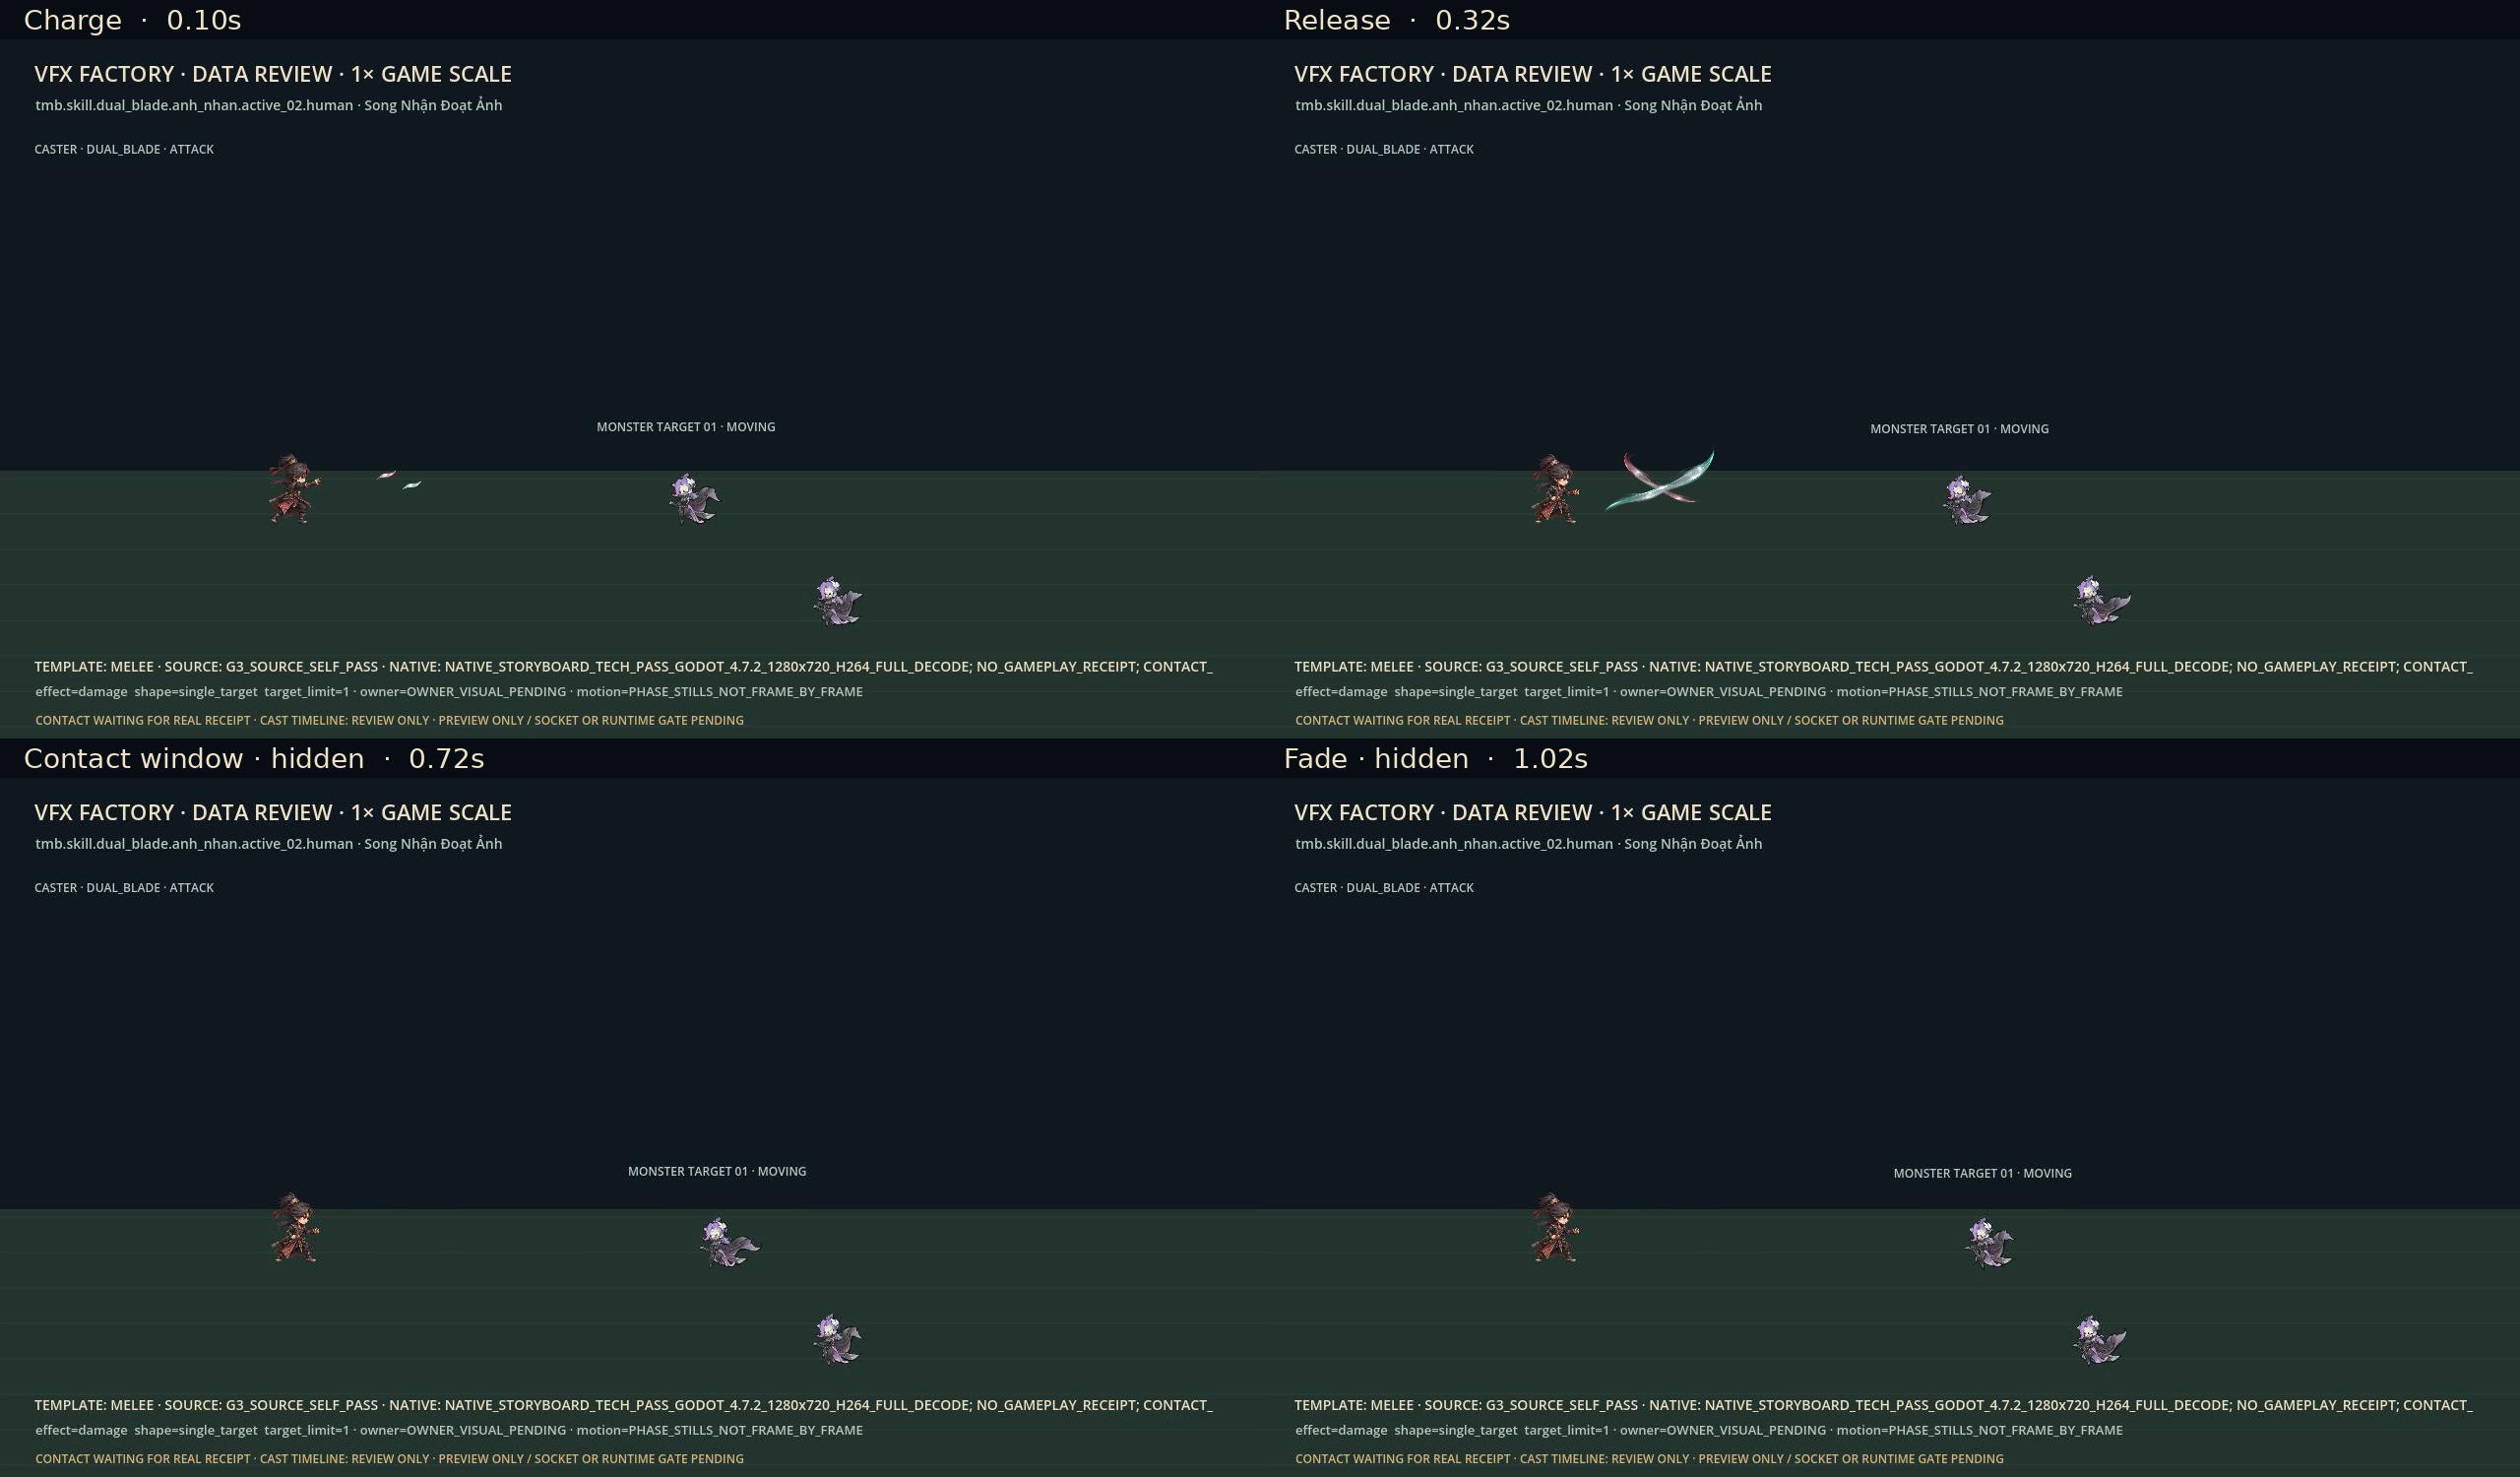 Charge · 0.10s
VFX FACTORY · DATA REVIEW · 1× GAME SCALE
tmb.skill.dual_blade.anh_nhan.active_02.human · Song Nhận Đoạt Ảnh
CASTER · DUAL_BLADE · ATTACK
MONSTER TARGET 01 · MOVING
TEMPLATE: MELEE · SOURCE: G3_SOURCE_SELF_PASS · NATIVE: NATIVE_STORYBOARD_TECH_PASS_GODOT_4.7.2_1280x720_H264_FULL_DECODE; NO_GAMEPLAY_RECEIPT; CONTACT_
effect=damage shape=single_target target_limit=1 · owner=OWNER_VISUAL_PENDING · motion=PHASE_STILLS_NOT_FRAME_BY_FRAME
CONTACT WAITING FOR REAL RECEIPT · CAST TIMELINE: REVIEW ONLY · PREVIEW ONLY / SOCKET OR RUNTIME GATE PENDING
Release · 0.32s
VFX FACTORY · DATA REVIEW · 1× GAME SCALE
tmb.skill.dual_blade.anh_nhan.active_02.human · Song Nhận Đoạt Ảnh
CASTER · DUAL_BLADE · ATTACK
MONSTER TARGET 01 · MOVING
TEMPLATE: MELEE · SOURCE: G3_SOURCE_SELF_PASS · NATIVE: NATIVE_STORYBOARD_TECH_PASS_GODOT_4.7.2_1280x720_H264_FULL_DECODE; NO_GAMEPLAY_RECEIPT; CONTACT_
effect=damage shape=single_target target_limit=1 · owner=OWNER_VISUAL_PENDING · motion=PHASE_STILLS_NOT_FRAME_BY_FRAME
CONTACT WAITING FOR REAL RECEIPT · CAST TIMELINE: REVIEW ONLY · PREVIEW ONLY / SOCKET OR RUNTIME GATE PENDING
Contact window · hidden · 0.72s
VFX FACTORY · DATA REVIEW · 1× GAME SCALE
tmb.skill.dual_blade.anh_nhan.active_02.human · Song Nhận Đoạt Ảnh
CASTER · DUAL_BLADE · ATTACK
MONSTER TARGET 01 · MOVING
TEMPLATE: MELEE · SOURCE: G3_SOURCE_SELF_PASS · NATIVE: NATIVE_STORYBOARD_TECH_PASS_GODOT_4.7.2_1280x720_H264_FULL_DECODE; NO_GAMEPLAY_RECEIPT; CONTACT_
effect=damage shape=single_target target_limit=1 · owner=OWNER_VISUAL_PENDING · motion=PHASE_STILLS_NOT_FRAME_BY_FRAME
CONTACT WAITING FOR REAL RECEIPT · CAST TIMELINE: REVIEW ONLY · PREVIEW ONLY / SOCKET OR RUNTIME GATE PENDING
Fade · hidden · 1.02s
VFX FACTORY · DATA REVIEW · 1× GAME SCALE
tmb.skill.dual_blade.anh_nhan.active_02.human · Song Nhận Đoạt Ảnh
CASTER · DUAL_BLADE · ATTACK
MONSTER TARGET 01 · MOVING
TEMPLATE: MELEE · SOURCE: G3_SOURCE_SELF_PASS · NATIVE: NATIVE_STORYBOARD_TECH_PASS_GODOT_4.7.2_1280x720_H264_FULL_DECODE; NO_GAMEPLAY_RECEIPT; CONTACT_
effect=damage shape=single_target target_limit=1 · owner=OWNER_VISUAL_PENDING · motion=PHASE_STILLS_NOT_FRAME_BY_FRAME
CONTACT WAITING FOR REAL RECEIPT · CAST TIMELINE: REVIEW ONLY · PREVIEW ONLY / SOCKET OR RUNTIME GATE PENDING